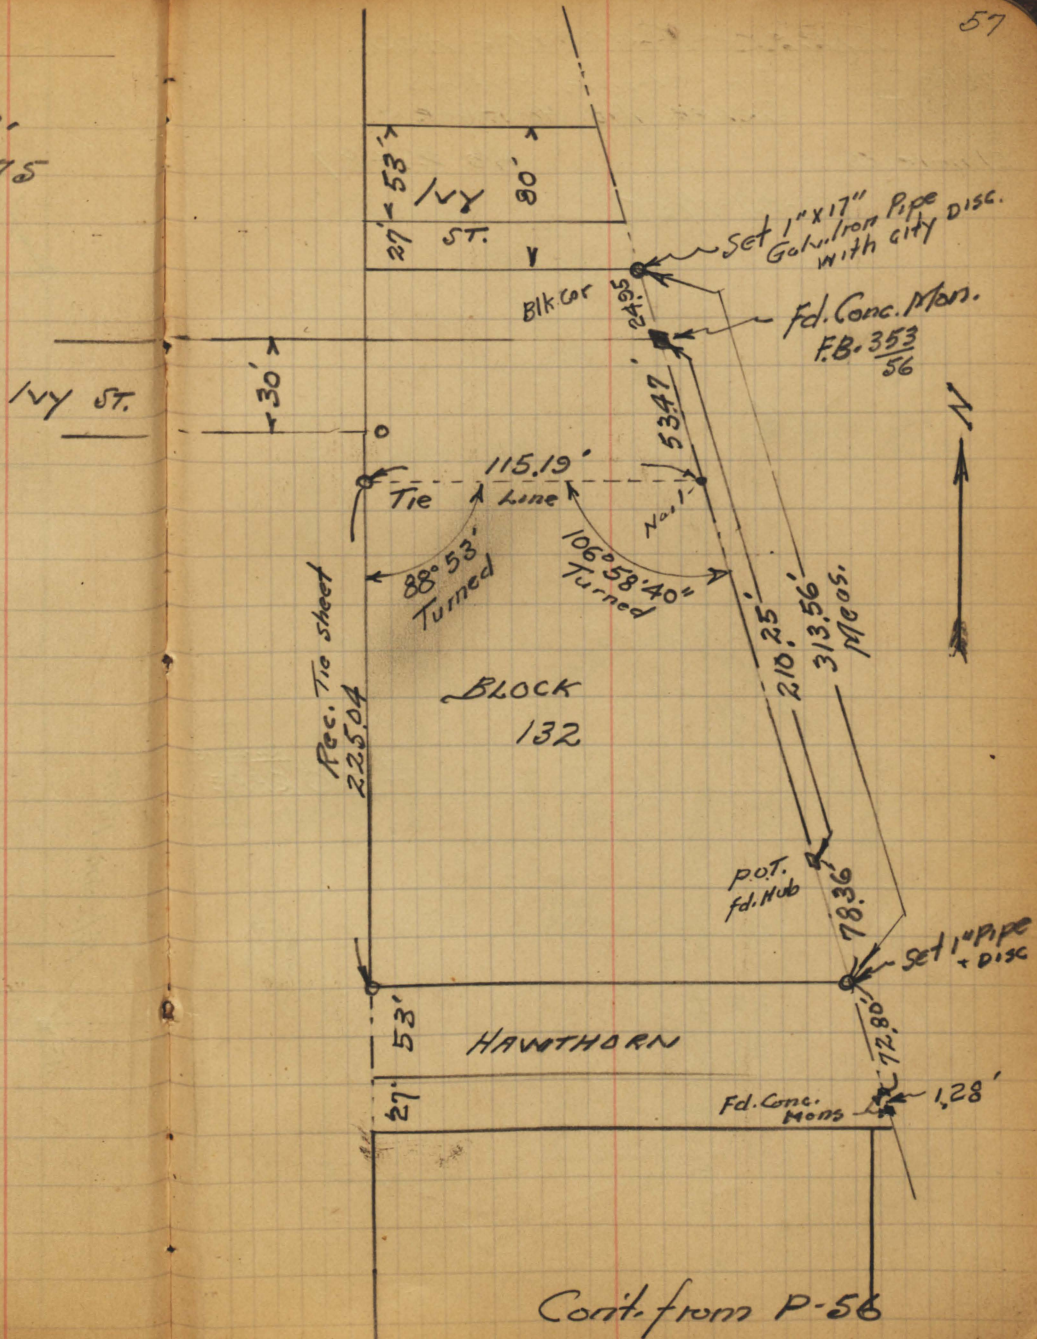 57
75
53'
27'
IVY
ST.
80'
Set 1" x 17"
Galv. Iron Pipe
with city Disc.
Blk Cor
24.95
Fd. Conc. Mon.
F.B. 353
56
IVY ST.
30'
53.47'
N
115.19'
Tie Line
Nail
88° 53'
Turned
106° 58' 40"
Turned
Rec. Tie sheet
225.04
210.25'
313.56'
Meas.
BLOCK
132
P.O.T.
fd. Hub
78.36'
Set 1" Pipe
+ Disc
53'
HAWTHORN
72.80'
27'
Fd. Conc.
Mons
1.28'
Cont. from P-56